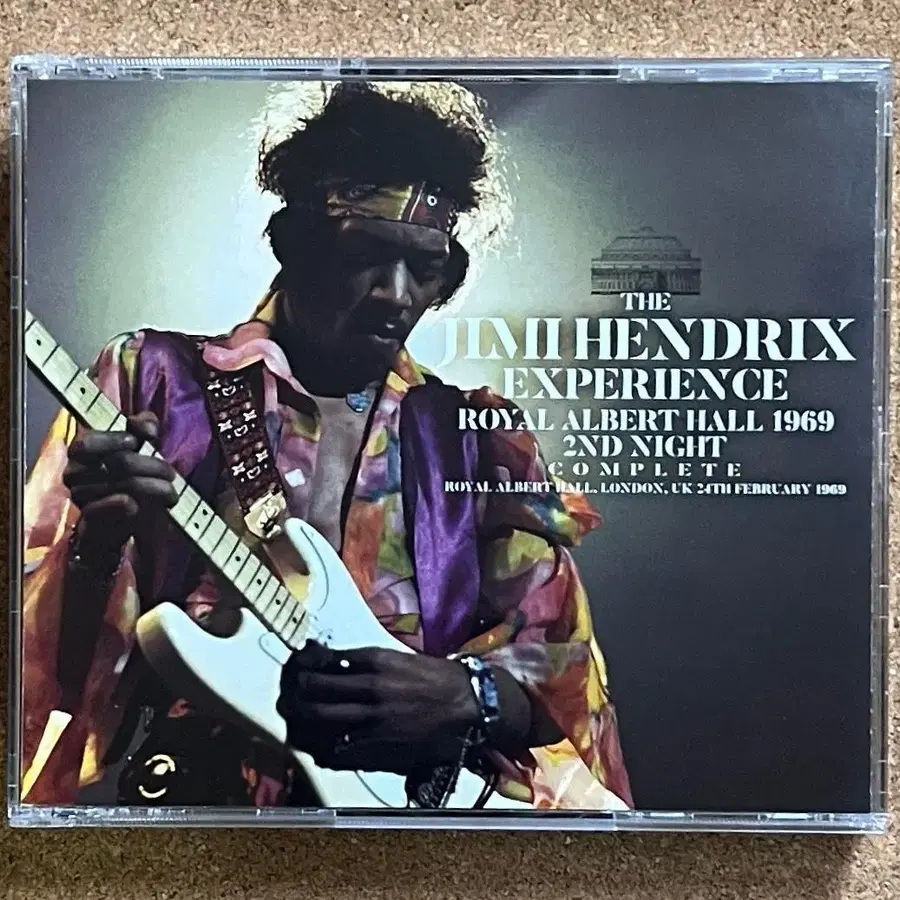 THE
JIMI HENDRIX
EXPERIENCE
ROYAL ALBERT HALL 1969
2ND NIGHT
COMPLETE
ROYAL ALBERT HALL, LONDON, UK 24TH FEBRUARY 1969